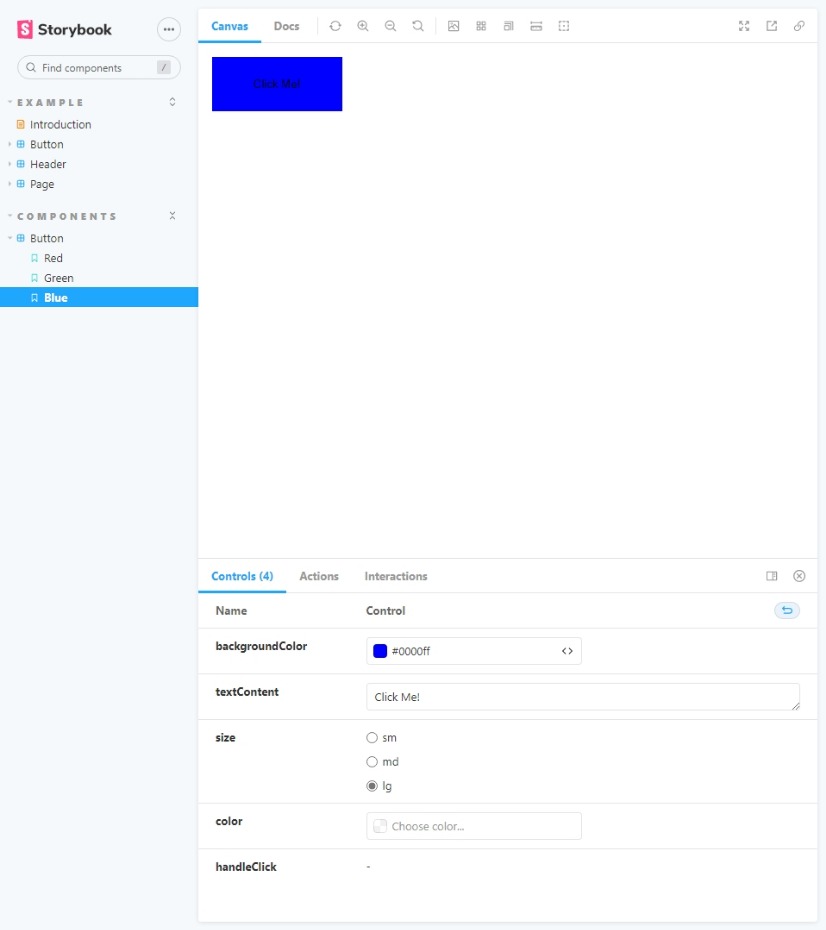 Storybook
Find components /
EXAMPLE
Introduction
Button
Header
Page
COMPONENTS
Button
Red
Green
Blue
Canvas Docs
Click Me!
Controls (4) Actions Interactions
Name Control
backgroundColor #0000ff
textContent Click Me!
size sm
md
lg
color Choose color...
handleClick -